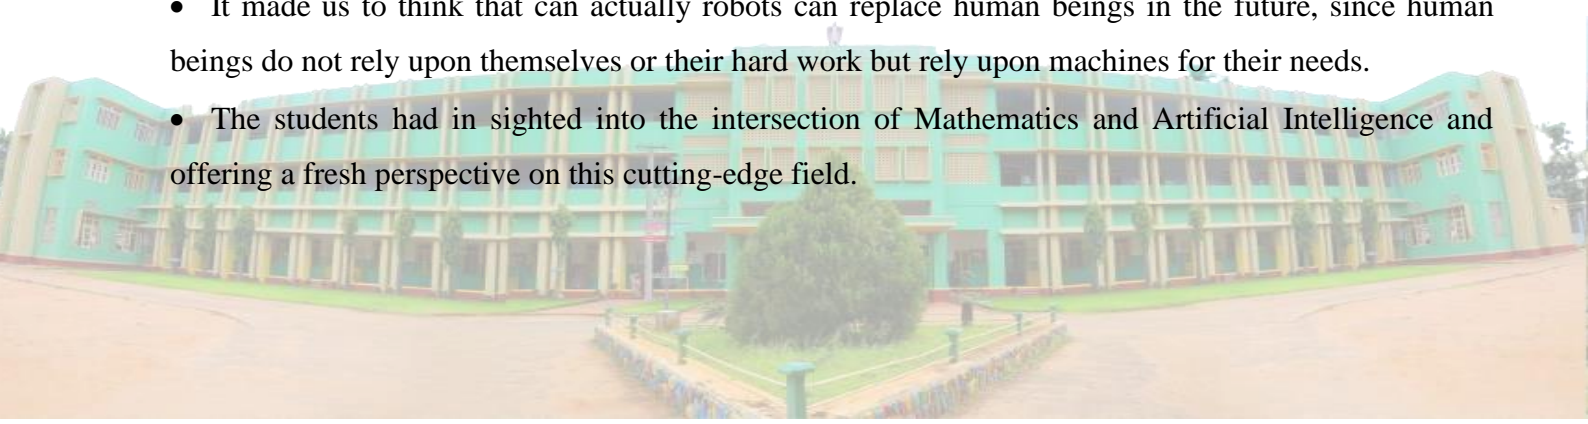 • It made us to think that can actually robots can replace human beings in the future, since human
beings do not rely upon themselves or their hard work but rely upon machines for their needs.
• The students had in sighted into the intersection of Mathematics and Artificial Intelligence and
offering a fresh perspective on this cutting-edge field.